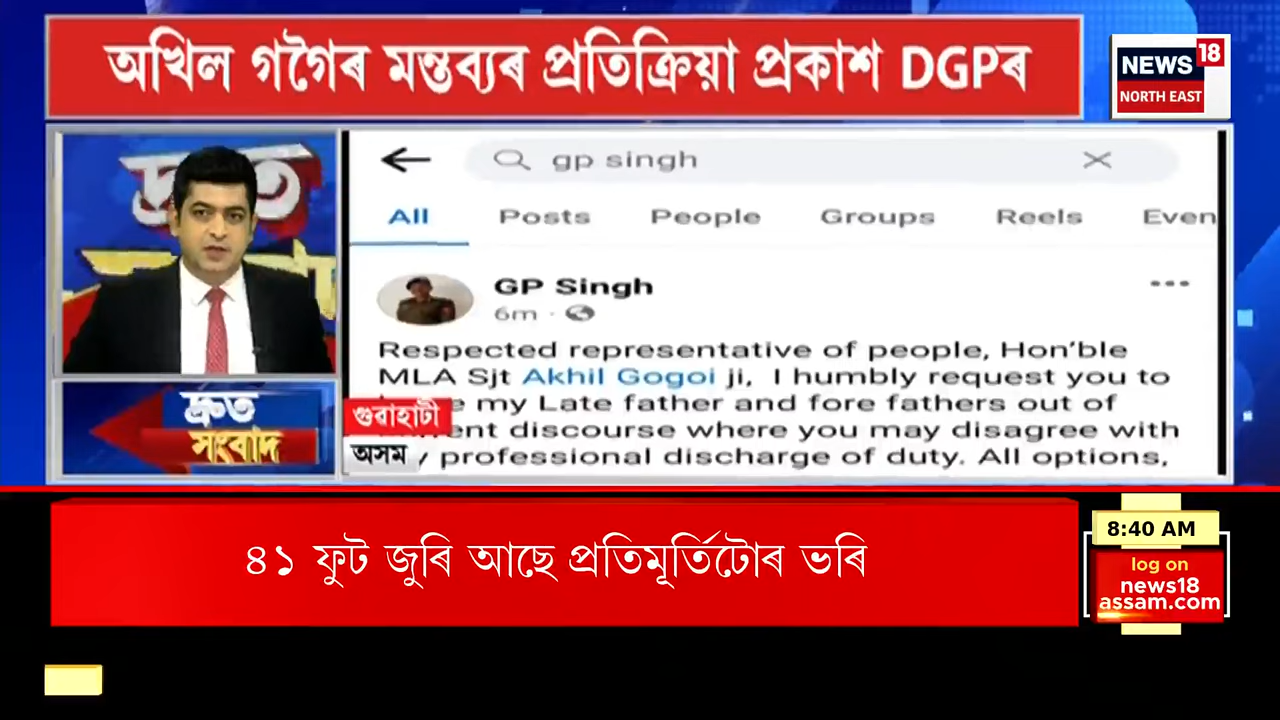 অখিল গগৈৰ মন্তব্যৰ প্ৰতিক্ৰিয়া প্ৰকাশ DGPৰ
NEWS 18
NORTH EAST
দ্ৰুত
gp singh
All Posts People Groups Reels Even
GP Singh
6m
Respected representative of people, Hon'ble
MLA Sjt Akhil Gogoi ji, I humbly request you to
my Late father and fore fathers out of
discourse where you may disagree with
professional discharge of duty. All options,
গুৱাহাটী
অসম
দ্ৰুত
সংবাদ
৪১ ফুট জুৰি আছে প্ৰতিমূৰ্তিটোৰ ভৰি
8:40 AM
log on
news18
assam.com